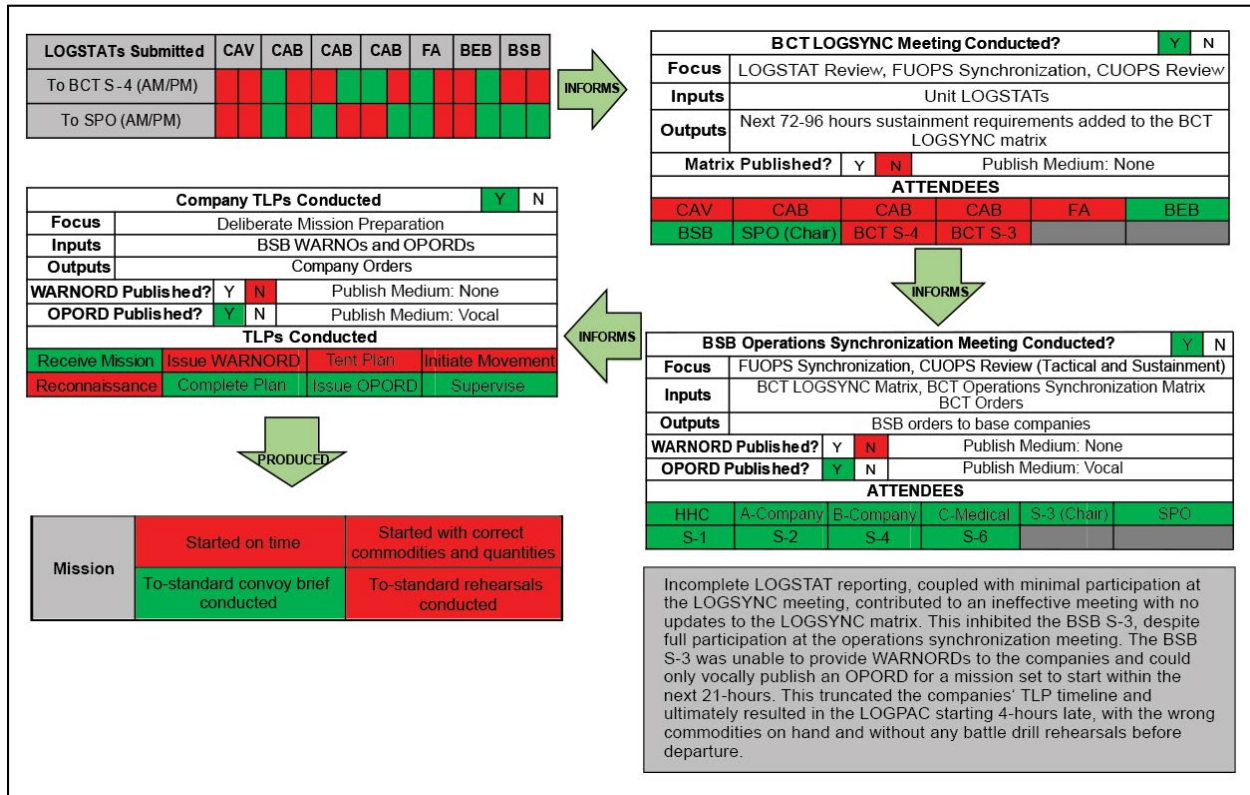 LOGSTATs Submitted CAV CAB CAB CAB FA BEB BSB
To BCT S-4 (AM/PM)
To SPO (AM/PM)
INFORMS
BCT LOGSYNC Meeting Conducted? Y N
Focus LOGSTAT Review, FUOPS Synchronization, CUOPS Review
Inputs Unit LOGSTATs
Outputs Next 72-96 hours sustainment requirements added to the BCT
LOGSYNC matrix
Matrix Published? Y N Publish Medium: None
ATTENDEES
CAV CAB CAB CAB FA BEB
BSB SPO (Chair) BCT S-4 BCT S-3
INFORMS
BSB Operations Synchronization Meeting Conducted? Y N
Focus FUOPS Synchronization, CUOPS Review (Tactical and Sustainment)
Inputs BCT LOGSYNC Matrix, BCT Operations Synchronization Matrix
BCT Orders
Outputs BSB orders to base companies
WARNORD Published? Y N Publish Medium: None
OPORD Published? Y N Publish Medium: Vocal
ATTENDEES
HHC A-Company B-Company C-Medical S-3 (Chair) SPO
S-1 S-2 S-4 S-6
INFORMS
Company TLPs Conducted Y N
Focus Deliberate Mission Preparation
Inputs BSB WARNOs and OPORDs
Outputs Company Orders
WARNORD Published? Y N Publish Medium: None
OPORD Published? Y N Publish Medium: Vocal
TLPs Conducted
Receive Mission Issue WARNORD Tent Plan Initiate Movement
Reconnaissance Complete Plan Issue OPORD Supervise
PRODUCED
Mission
Started on time
Started with correct
commodities and quantities
To-standard convoy brief
conducted
To-standard rehearsals
conducted
Incomplete LOGSTAT reporting, coupled with minimal participation at
the LOGSYNC meeting, contributed to an ineffective meeting with no
updates to the LOGSYNC matrix. This inhibited the BSB S-3, despite
full participation at the operations synchronization meeting. The BSB
S-3 was unable to provide WARNORDs to the companies and could
only vocally publish an OPORD for a mission set to start within the
next 21-hours. This truncated the companies‘ TLP timeline and
ultimately resulted in the LOGPAC starting 4-hours late, with the wrong
commodities on hand and without any battle drill rehearsals before
departure.